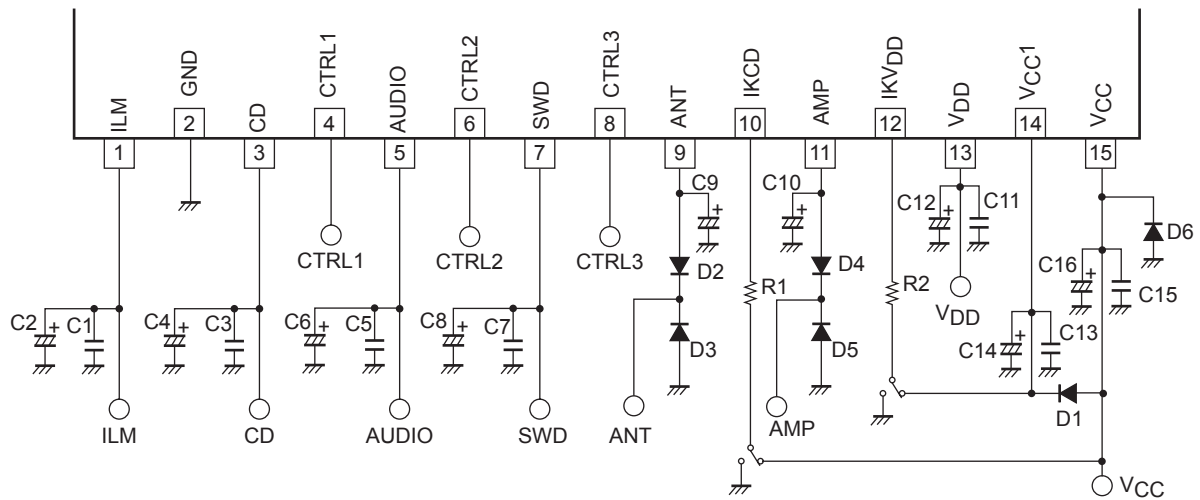 ILM
GND
CD
CTRL1
AUDIO
CTRL2
SWD
CTRL3
ANT
IKCD
AMP
IKVDD
VDD
VCC1
VCC
1
2
3
4
5
6
7
8
9
10
11
12
13
14
15
C9
+
C10
+
C12
+
C11
D6
CTRL1
CTRL2
CTRL3
D2
D4
R1
R2
VDD
C16
+
C15
C2
+
C1
C4
+
C3
C6
+
C5
C8
+
C7
D3
D5
C14
+
C13
D1
ILM
CD
AUDIO
SWD
ANT
AMP
VCC